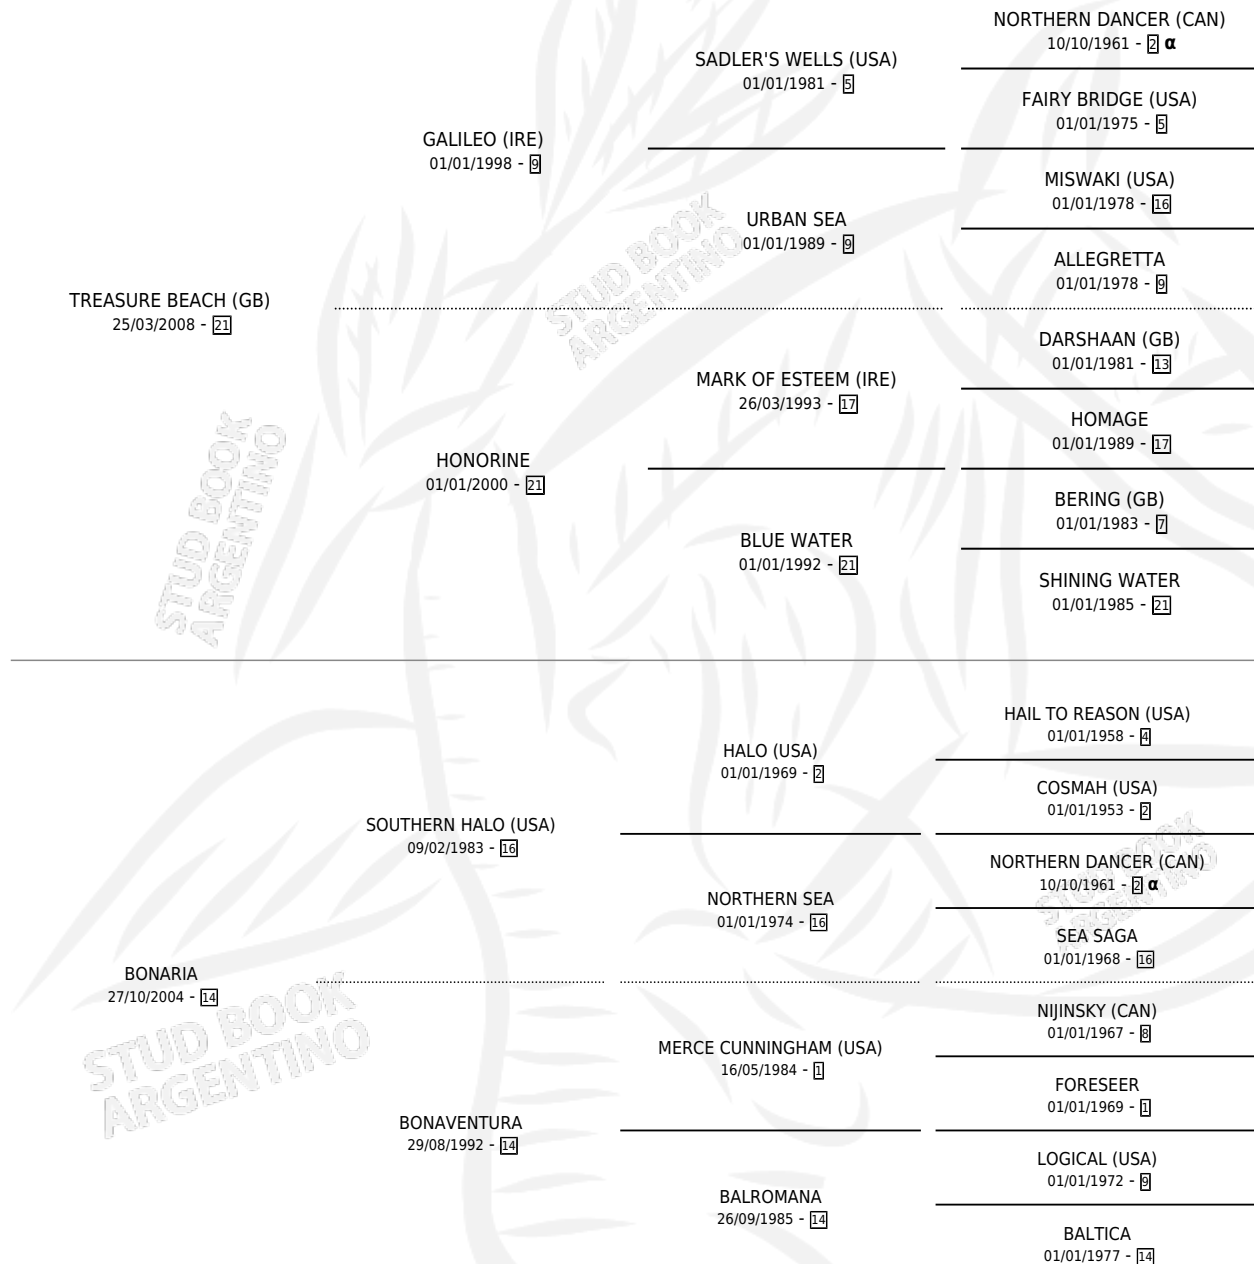 NORTHERN DANCER (CAN)
10/10/1961 - 2 α
SADLER'S WELLS (USA)
01/01/1981 - 5
FAIRY BRIDGE (USA)
01/01/1975 - 5
GALILEO (IRE)
01/01/1998 - 9
MISWAKI (USA)
01/01/1978 - 16
URBAN SEA
01/01/1989 - 9
ALLEGRETTA
01/01/1978 - 9
TREASURE BEACH (GB)
25/03/2008 - 21
DARSHAAN (GB)
01/01/1981 - 13
MARK OF ESTEEM (IRE)
26/03/1993 - 17
HOMAGE
01/01/1989 - 17
HONORINE
01/01/2000 - 21
BERING (GB)
01/01/1983 - 7
BLUE WATER
01/01/1992 - 21
SHINING WATER
01/01/1985 - 21
HAIL TO REASON (USA)
01/01/1958 - 4
HALO (USA)
01/01/1969 - 2
COSMAH (USA)
01/01/1953 - 2
SOUTHERN HALO (USA)
09/02/1983 - 16
NORTHERN DANCER (CAN)
10/10/1961 - 2 α
NORTHERN SEA
01/01/1974 - 16
SEA SAGA
01/01/1968 - 16
BONARIA
27/10/2004 - 14
NIJINSKY (CAN)
01/01/1967 - 8
MERCE CUNNINGHAM (USA)
16/05/1984 - 1
FORESEER
01/01/1969 - 1
BONAVENTURA
29/08/1992 - 14
LOGICAL (USA)
01/01/1972 - 9
BALROMANA
26/09/1985 - 14
BALTICA
01/01/1977 - 14
STUD BOOK
ARGENTINO
STUD BOOK
ARGENTINO
STUD BOOK
ARGENTINO
STUD BOOK
ARGENTINO